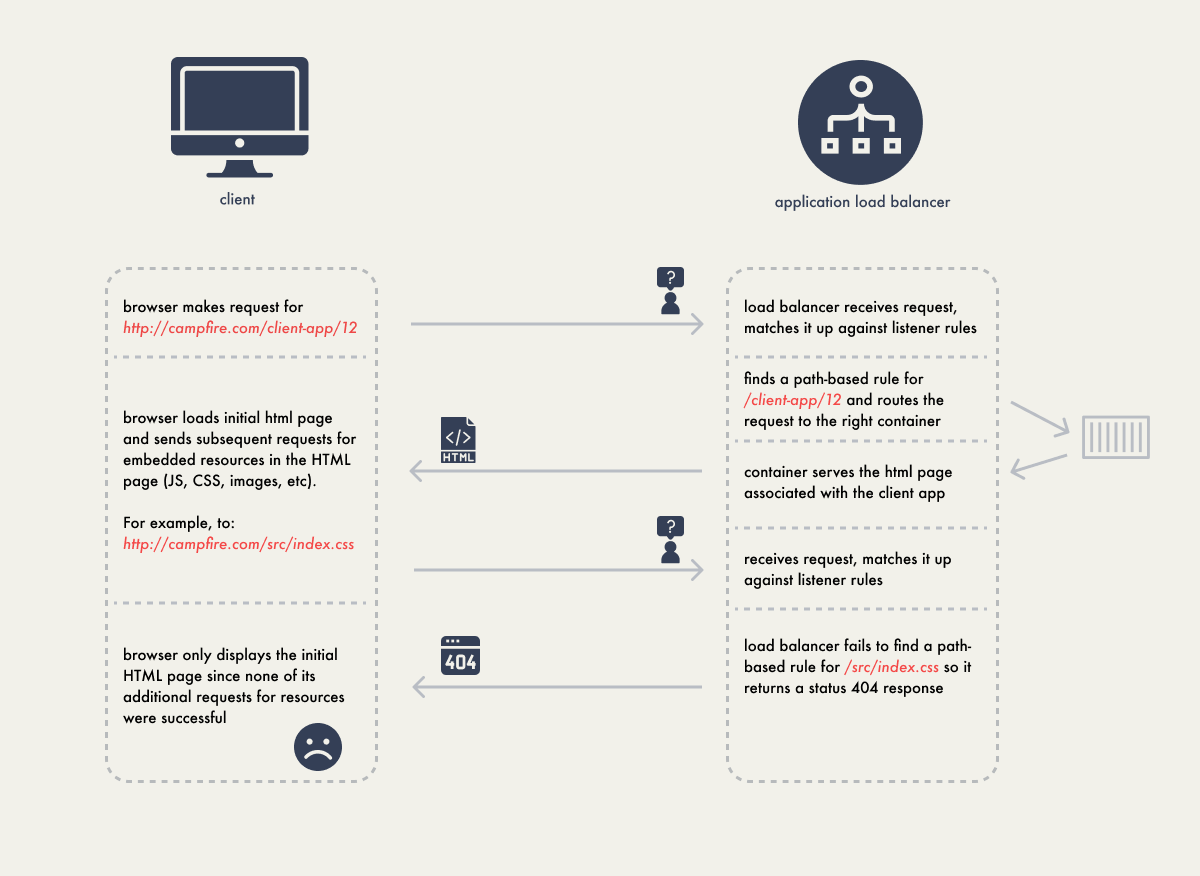 client
application load balancer
?
browser makes request for
http://campfire.com/client-app/12
load balancer receives request,
matches it up against listener rules
finds a path-based rule for
/client-app/12 and routes the
request to the right container
browser loads initial html page
and sends subsequent requests for
embedded resources in the HTML
page (JS, CSS, images, etc).
For example, to:
http://campfire.com/src/index.css
</>
HTML
container serves the html page
associated with the client app
?
receives request, matches it up
against listener rules
404
browser only displays the initial
HTML page since none of its
additional requests for resources
were successful
load balancer fails to find a path-
based rule for /src/index.css so it
returns a status 404 response